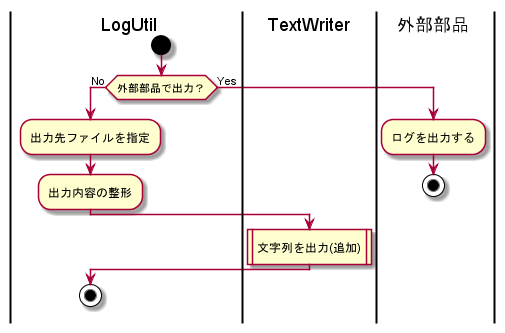 LogUtil
TextWriter
外部部品
外部部品で出力？
No
Yes
出力先ファイルを指定
ログを出力する
出力内容の整形
文字列を出力(追加)